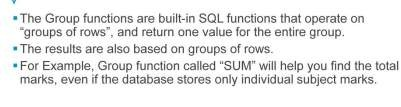 ▪ The Group functions are built-in SQL functions that operate on
“groups of rows”, and return one value for the entire group.
▪ The results are also based on groups of rows.
▪ For Example, Group function called “SUM” will help you find the total
marks, even if the database stores only individual subject marks.